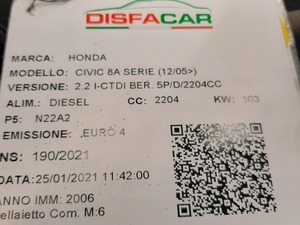 DISFACAR
MARCA: HONDA
MODELLO: CIVIC 8A SERIE (12/05>)
VERSIONE: 2.2 I-CTDI BER. 5P/D/2204CC
ALIM.: DIESEL CC: 2204 KW: 103
P5: N22A2
EMISSIONE: .EURO 4
NS: 190/2021
DATA: 25/01/2021 11:42:00
ANNO IMM: 2006
ellaietto Com. M:6